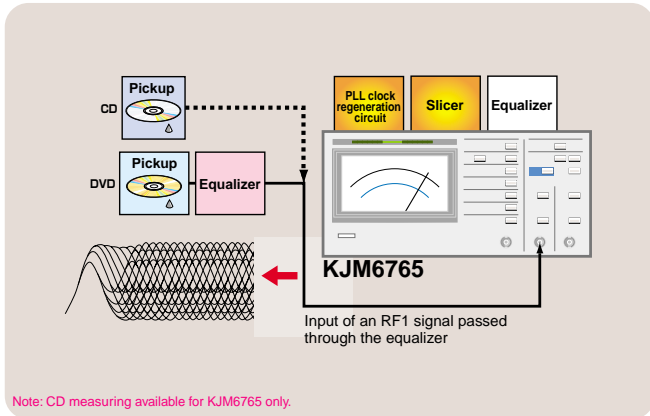 Pickup
CD
PLL clock
regeneration
circuit
Slicer
Equalizer
Pickup
DVD
Equalizer
KJM6765
Input of an RF1 signal passed
through the equalizer
Note: CD measuring available for KJM6765 only.